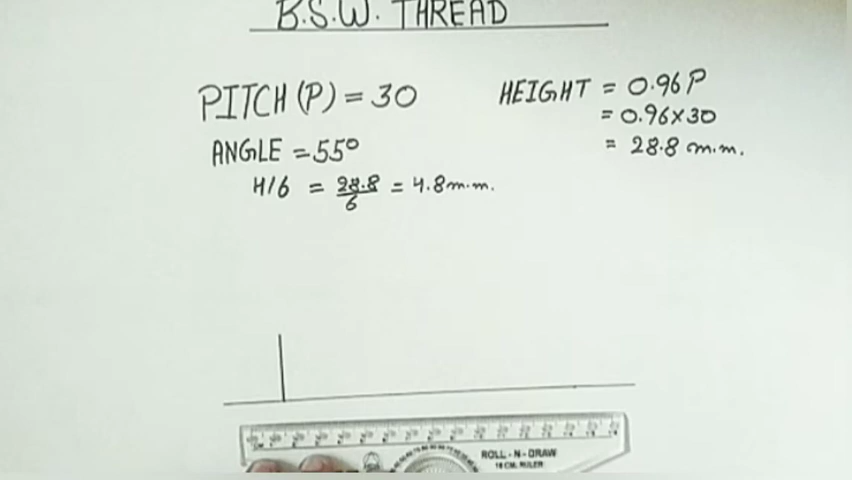 B.S.W. THREAD
PITCH (P) = 30
ANGLE = 55°
H/6 = 28.8/6 = 4.8 m.m.
HEIGHT = 0.96 P
= 0.96 × 30
= 28.8 m.m.
ROLL-N-DRAW